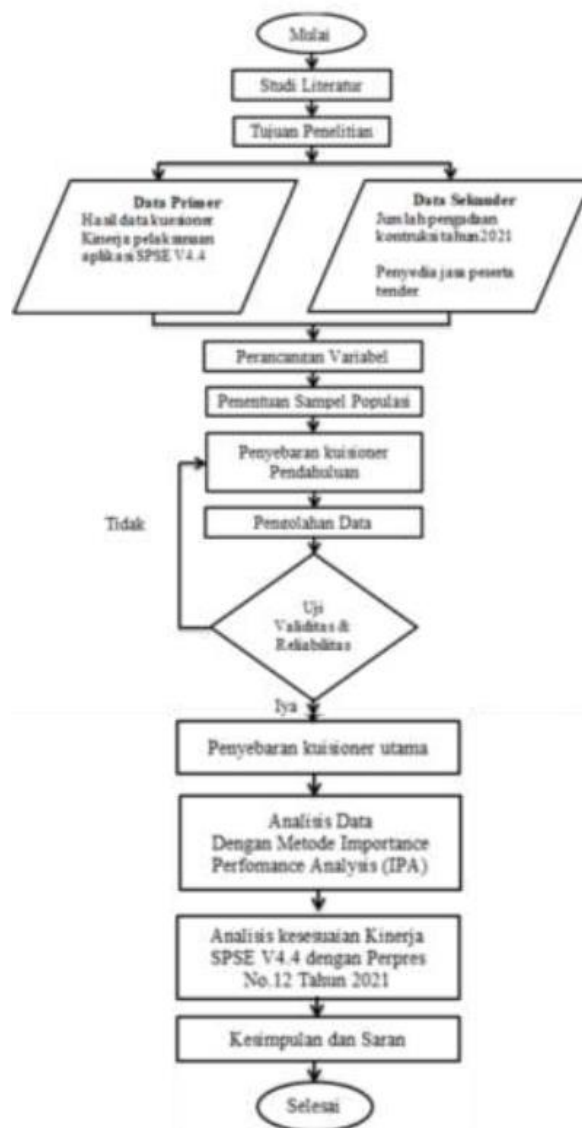 Mulai
Studi Literatur
Tujuan Penelitian
Data Primer
Hasil data kuesioner
Kinerja pelaksanaan
aplikasi SPSE V4.4
Data Sekunder
Jumlah pengadaan
kontruksi tahun 2021
Penyedia jasa peserta
tender
Perancangan Variabel
Penentuan Sampel Populasi
Penyebaran kuisioner
Pendahuluan
Tidak
Pengolahan Data
Uji
Validitas &
Reliabilitas
Iya
Penyebaran kuisioner utama
Analisis Data
Dengan Metode Importance
Perfomance Analysis (IPA)
Analisis kesesuaian Kinerja
SPSE V4.4 dengan Perpres
No.12 Tahun 2021
Kesimpulan dan Saran
Selesai